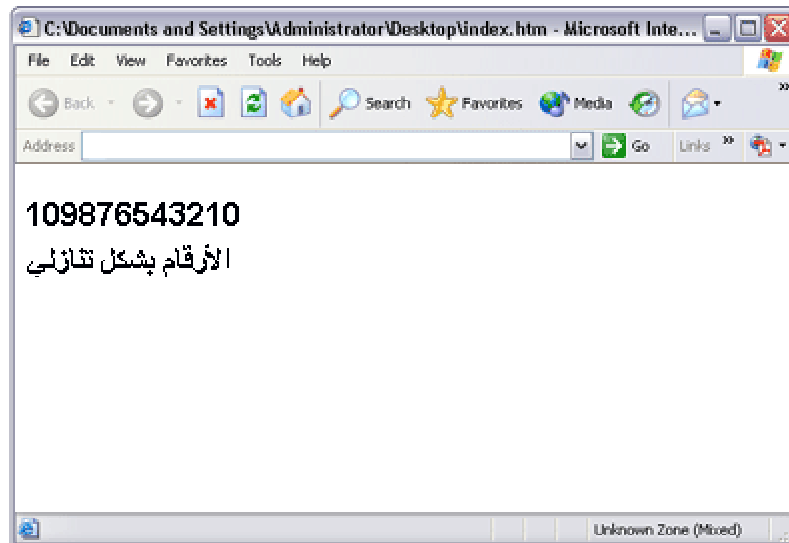 C:\Documents and Settings\Administrator\Desktop\index.htm - Microsoft Inte...
File Edit View Favorites Tools Help
Back Search Favorites Media
Address Go Links
109876543210
الأرقام بشكل تنازلي
Unknown Zone (Mixed)